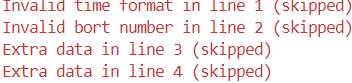 Invalid time format in line 1 (skipped)
Invalid bort number in line 2 (skipped)
Extra data in line 3 (skipped)
Extra data in line 4 (skipped)